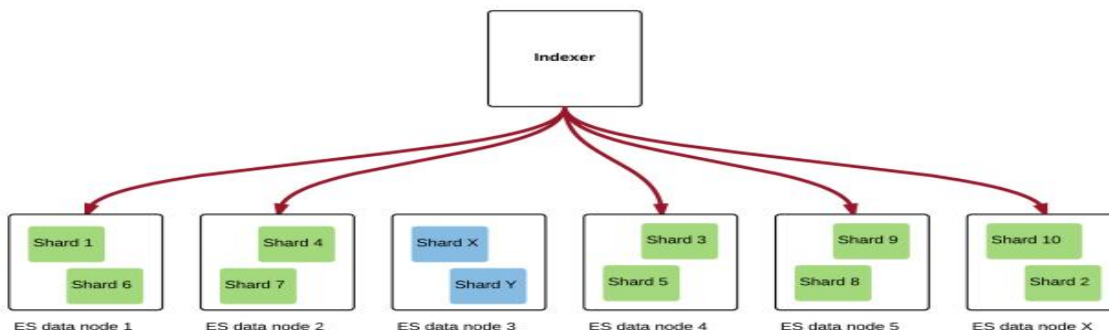 Indexer
Shard 1
Shard 6
Shard 4
Shard 7
Shard X
Shard Y
Shard 3
Shard 5
Shard 9
Shard 8
Shard 10
Shard 2
ES data node 1
ES data node 2
ES data node 3
ES data node 4
ES data node 5
ES data node X